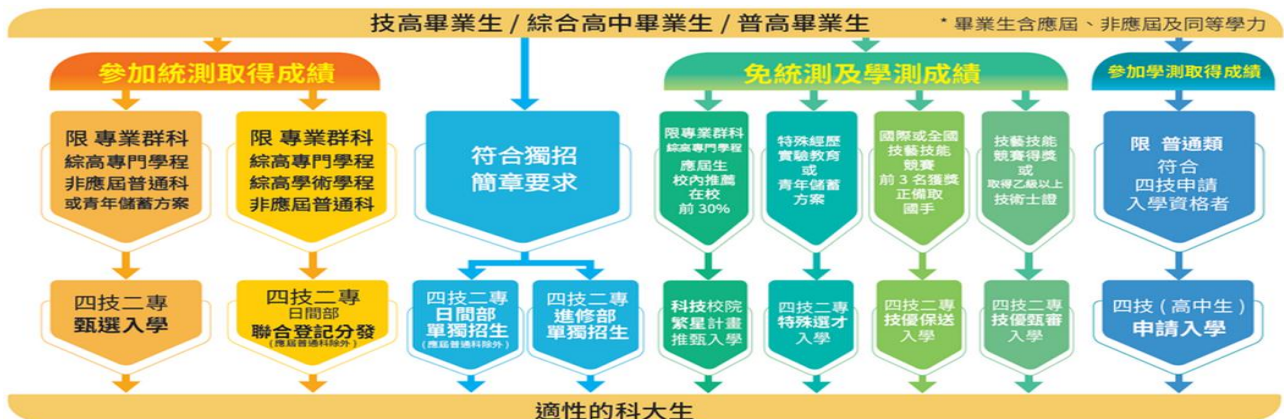 技高畢業生 / 綜合高中畢業生 / 普高畢業生
* 畢業生含應屆、非應屆及同等學力
參加統測取得成績
限 專業群科
綜高專門學程
非應屆普通科
或青年儲蓄方案
四技二專
甄選入學
限 專業群科
綜高專門學程
綜高學術學程
非應屆普通科
四技二專
日間部
聯合登記分發
(應屆普通科除外)
符合獨招
簡章要求
四技二專
日間部
單獨招生
(應屆普通科除外)
四技二專
進修部
單獨招生
免統測及學測成績
限專業群科
綜高專門學程
應屆生
校內推薦
在校
前 30%
科技校院
繁星計畫
推甄入學
特殊經歷
實驗教育
或
青年儲蓄
方案
四技二專
特殊選才
入學
國際或全國
技藝技能
競賽
前 3 名獲獎
正備取
國手
四技二專
技優保送
入學
技藝技能
競賽得獎
或
取得乙級以上
技術士證
四技二專
技優甄審
入學
參加學測取得成績
限 普通類
符合
四技申請
入學資格者
四技 ( 高中生 )
申請入學
適性的科大生